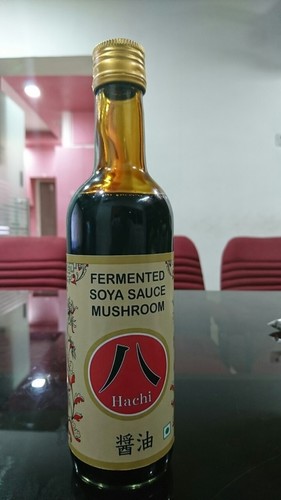 FERMENTED
SOYA SAUCE
MUSHROOM
八
Hachi
醤油